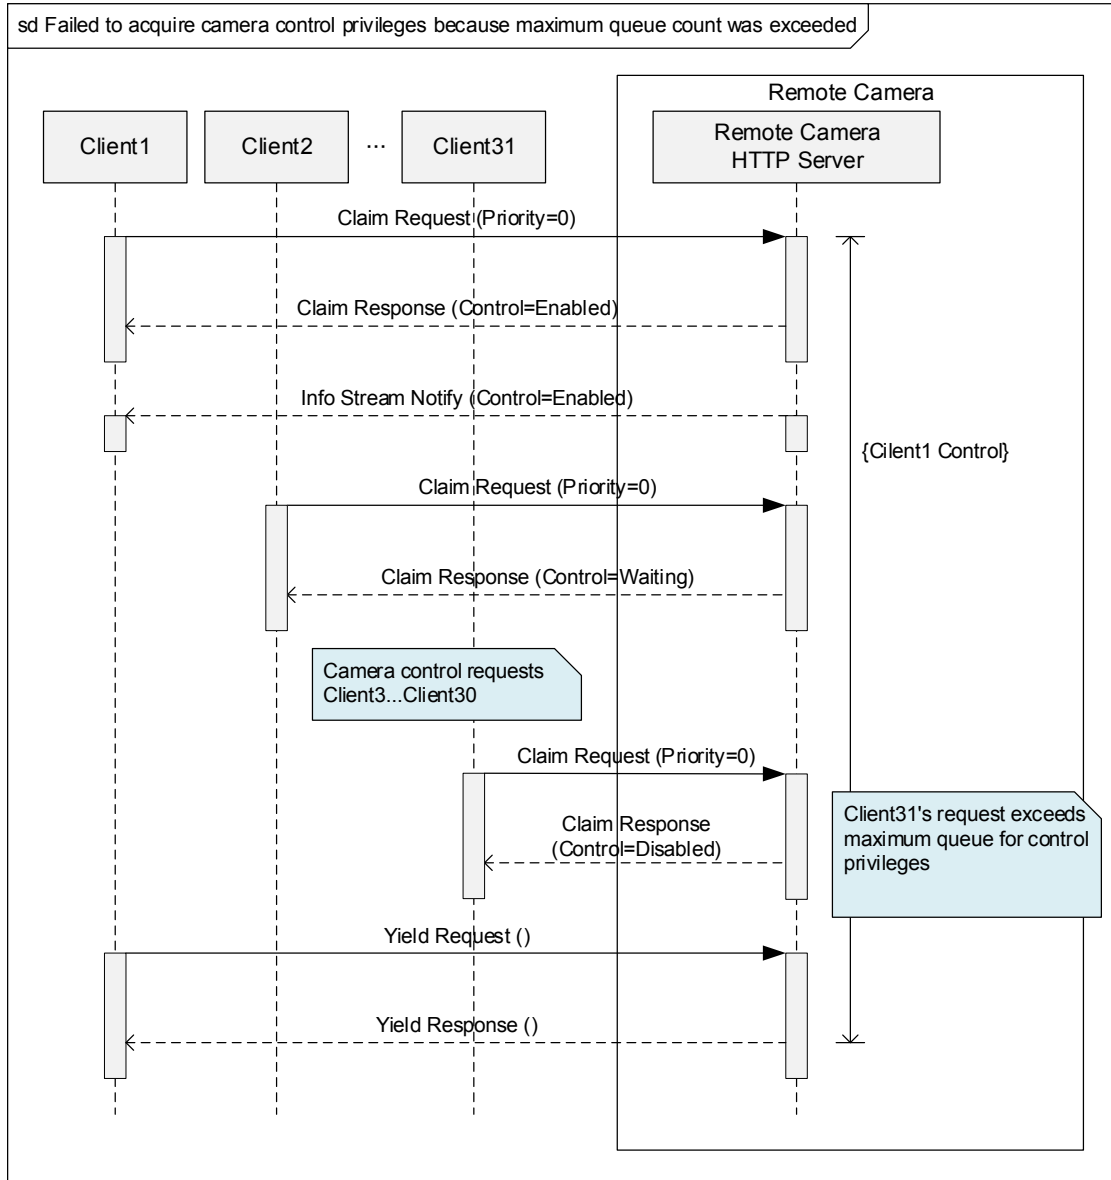 sd Failed to acquire camera control privileges because maximum queue count was exceeded
Remote Camera
Client1
Client2
...
Client31
Remote Camera
HTTP Server
Claim Request (Priority=0)
Claim Response (Control=Enabled)
Info Stream Notify (Control=Enabled)
{Cilent1 Control}
Claim Request (Priority=0)
Claim Response (Control=Waiting)
Camera control requests
Client3...Client30
Claim Request (Priority=0)
Claim Response
(Control=Disabled)
Client31's request exceeds
maximum queue for control
privileges
Yield Request ()
Yield Response ()